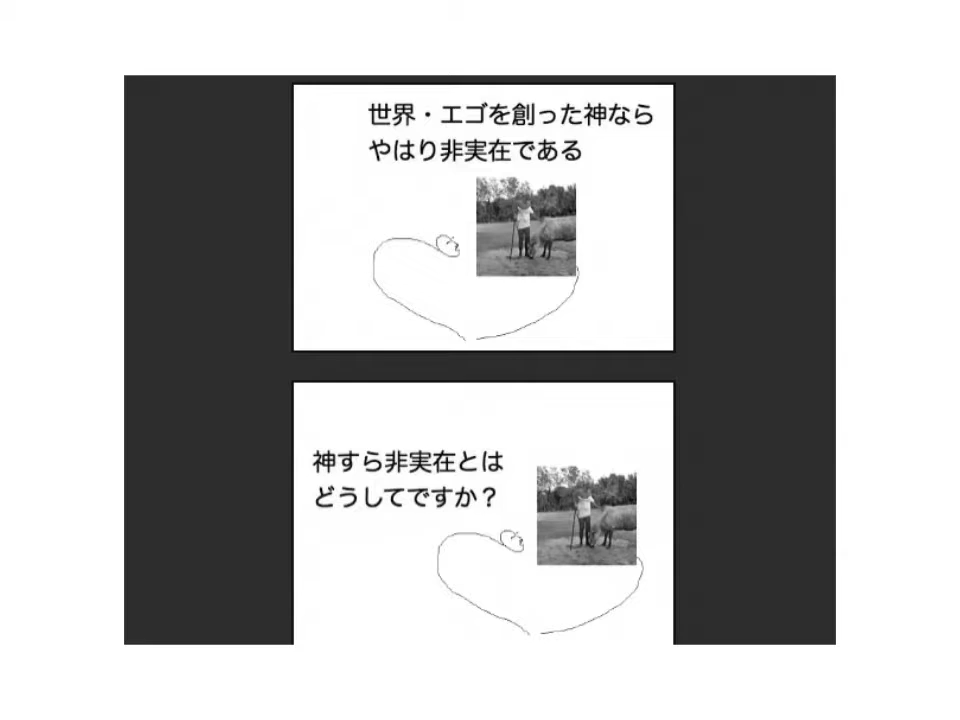 世界・エゴを創った神なら
やはり非実在である
神すら非実在とは
どうしてですか？